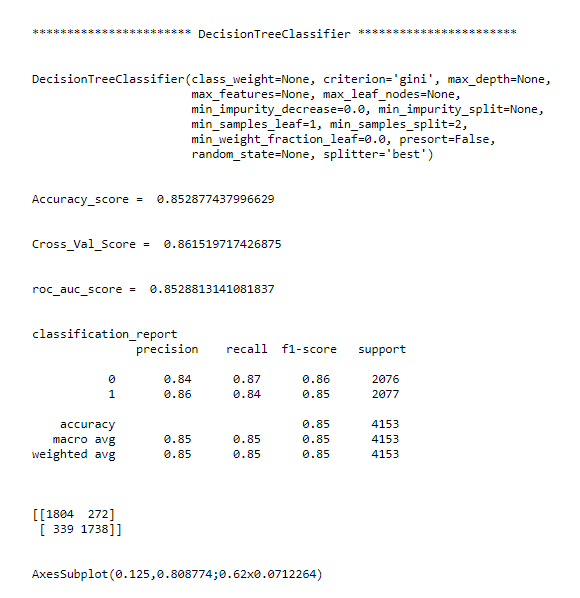 *********************** DecisionTreeClassifier ***********************
DecisionTreeClassifier(class_weight=None, criterion='gini', max_depth=None,
                       max_features=None, max_leaf_nodes=None,
                       min_impurity_decrease=0.0, min_impurity_split=None,
                       min_samples_leaf=1, min_samples_split=2,
                       min_weight_fraction_leaf=0.0, presort=False,
                       random_state=None, splitter='best')
Accuracy_score =  0.852877437996629
Cross_Val_Score =  0.861519717426875
roc_auc_score =  0.8528813141081837
classification_report
               precision    recall  f1-score   support
           0       0.84      0.87      0.86      2076
           1       0.86      0.84      0.85      2077
    accuracy                           0.85      4153
   macro avg       0.85      0.85      0.85      4153
weighted avg       0.85      0.85      0.85      4153
[[1804  272]
 [ 339 1738]]
AxesSubplot(0.125,0.808774;0.62x0.0712264)